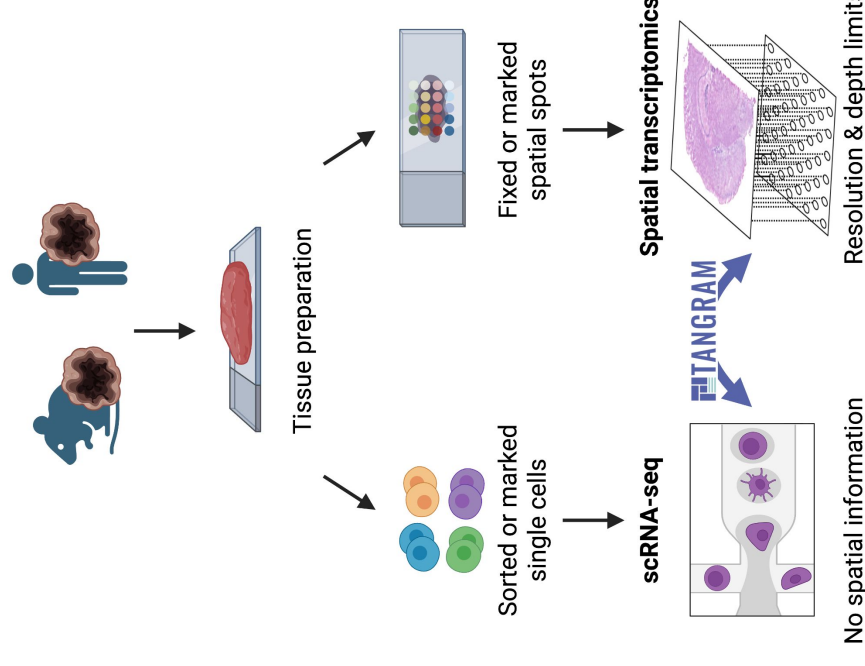 Tissue preparation
Sorted or marked
single cells
Fixed or marked
spatial spots
scRNA-seq
Spatial transcriptomics
TANGRAM
No spatial information
Resolution & depth limit